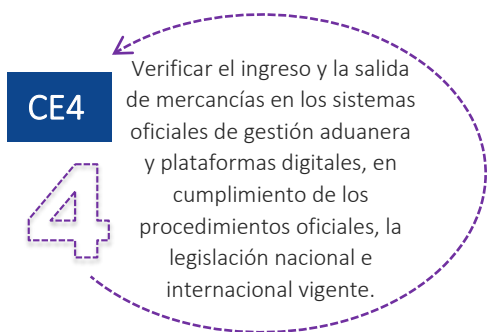 CE4
4
Verificar el ingreso y la salida
de mercancías en los sistemas
oficiales de gestión aduanera
y plataformas digitales, en
cumplimiento de los
procedimientos oficiales, la
legislación nacional e
internacional vigente.